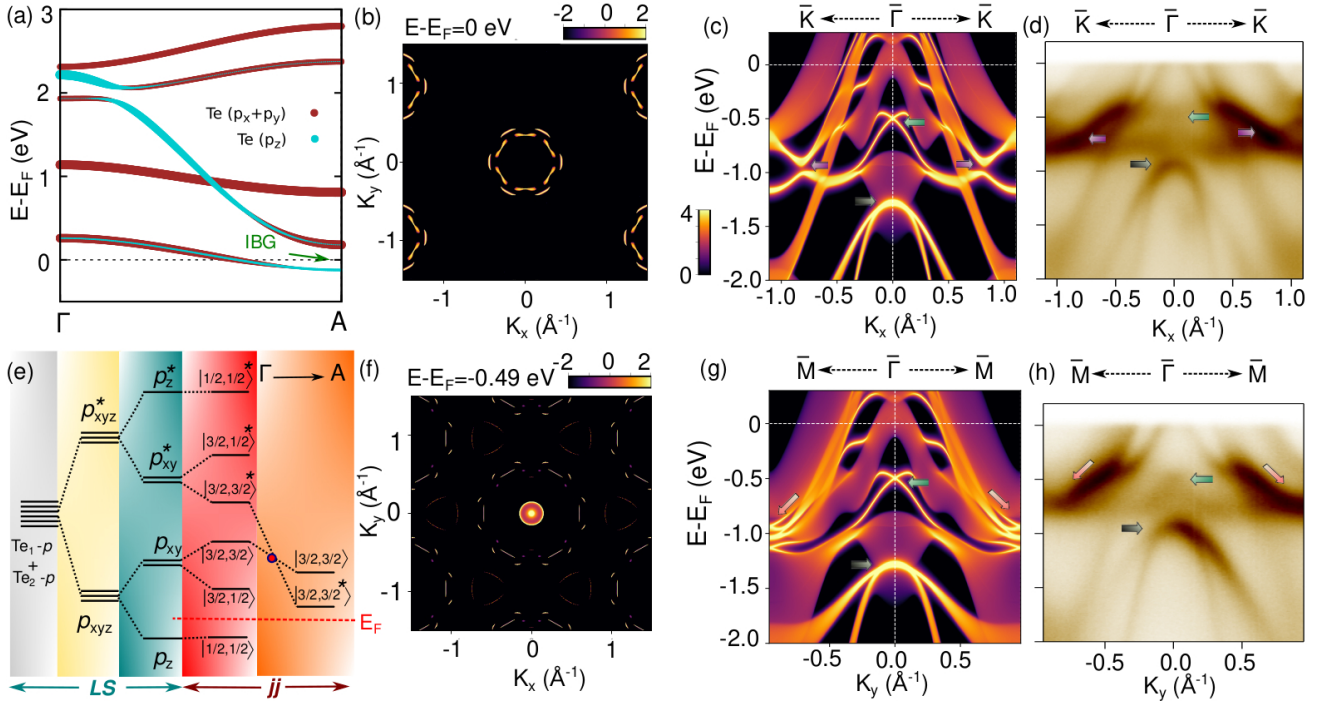 (a)
3
2
1
0
E-E_F (eV)
Te (p_x+p_y)
Te (p_z)
IBG
Γ
A
(b)
E-E_F=0 eV
-2 0 2
1
0
-1
K_y (Å⁻¹)
-1 0 1
K_x (Å⁻¹)
(c)
K̄ Γ̄ K̄
0
-0.5
-1.0
-1.5
-2.0
E-E_F (eV)
4
0
-1.0 -0.5 0.0 0.5 1.0
K_x (Å⁻¹)
(d)
K̄ Γ̄ K̄
-1.0 -0.5 0.0 0.5 1.0
K_x (Å⁻¹)
(e)
Γ A
p_z*
|1/2,1/2⟩*
p*_xyz
|3/2,1/2⟩*
p_xy*
|3/2,3/2⟩*
Te₁-p
+
Te₂-p
p_xy
|3/2,3/2⟩
|3/2,3/2⟩
|3/2,1/2⟩
|3/2,3/2⟩*
p_xyz
E_F
p_z
|1/2,1/2⟩
LS
jj
(f)
E-E_F=-0.49 eV
-2 0 2
1
0
-1
K_y (Å⁻¹)
-1 0 1
K_x (Å⁻¹)
(g)
M̄ Γ̄ M̄
0
-0.5
-1.0
-1.5
-2.0
E-E_F (eV)
-0.5 0.0 0.5
K_y (Å⁻¹)
(h)
M̄ Γ̄ M̄
-0.5 0.0 0.5
K_y (Å⁻¹)